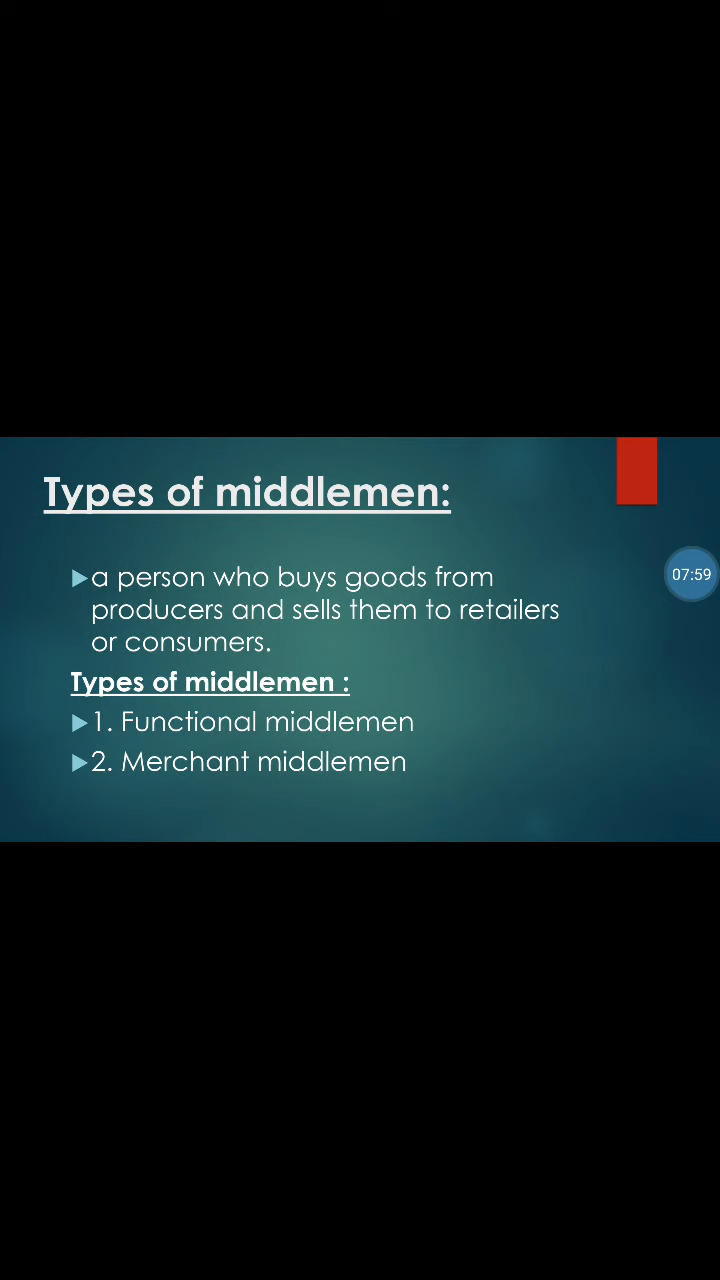 Types of middlemen:
a person who buys goods from
producers and sells them to retailers
or consumers.
Types of middlemen :
1. Functional middlemen
2. Merchant middlemen
07:59